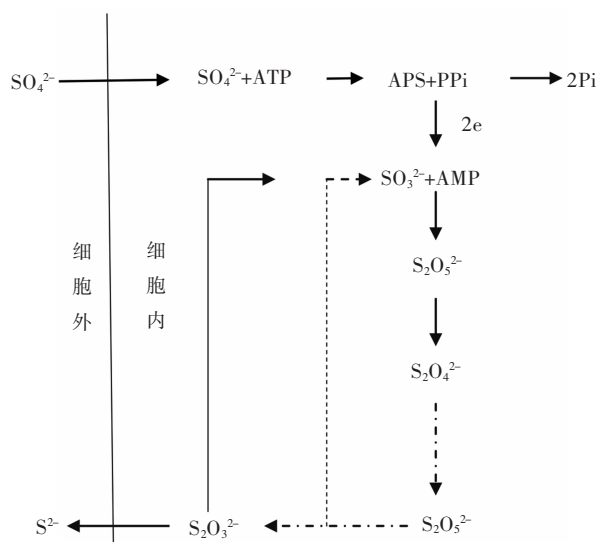 SO₄²⁻ SO₄²⁻+ATP APS+PPi 2Pi
2e
SO₃²⁻+AMP
S₂O₅²⁻
细胞外
细胞内
S₂O₄²⁻
S²⁻ S₂O₃²⁻ S₂O₅²⁻